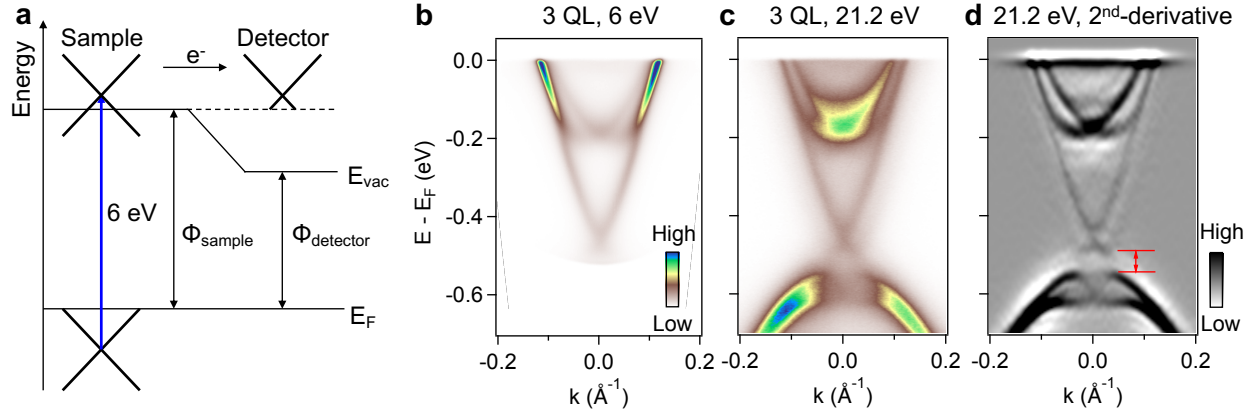 a
Energy
Sample
e-
Detector
6 eV
Φsample
Φdetector
Evac
EF
b
3 QL, 6 eV
E - EF (eV)
0.0
-0.2
-0.4
-0.6
High
Low
-0.2
0.0
0.2
k (Å-1)
c
3 QL, 21.2 eV
-0.2
0.0
0.2
k (Å-1)
d
21.2 eV, 2nd-derivative
High
Low
-0.2
0.0
0.2
k (Å-1)